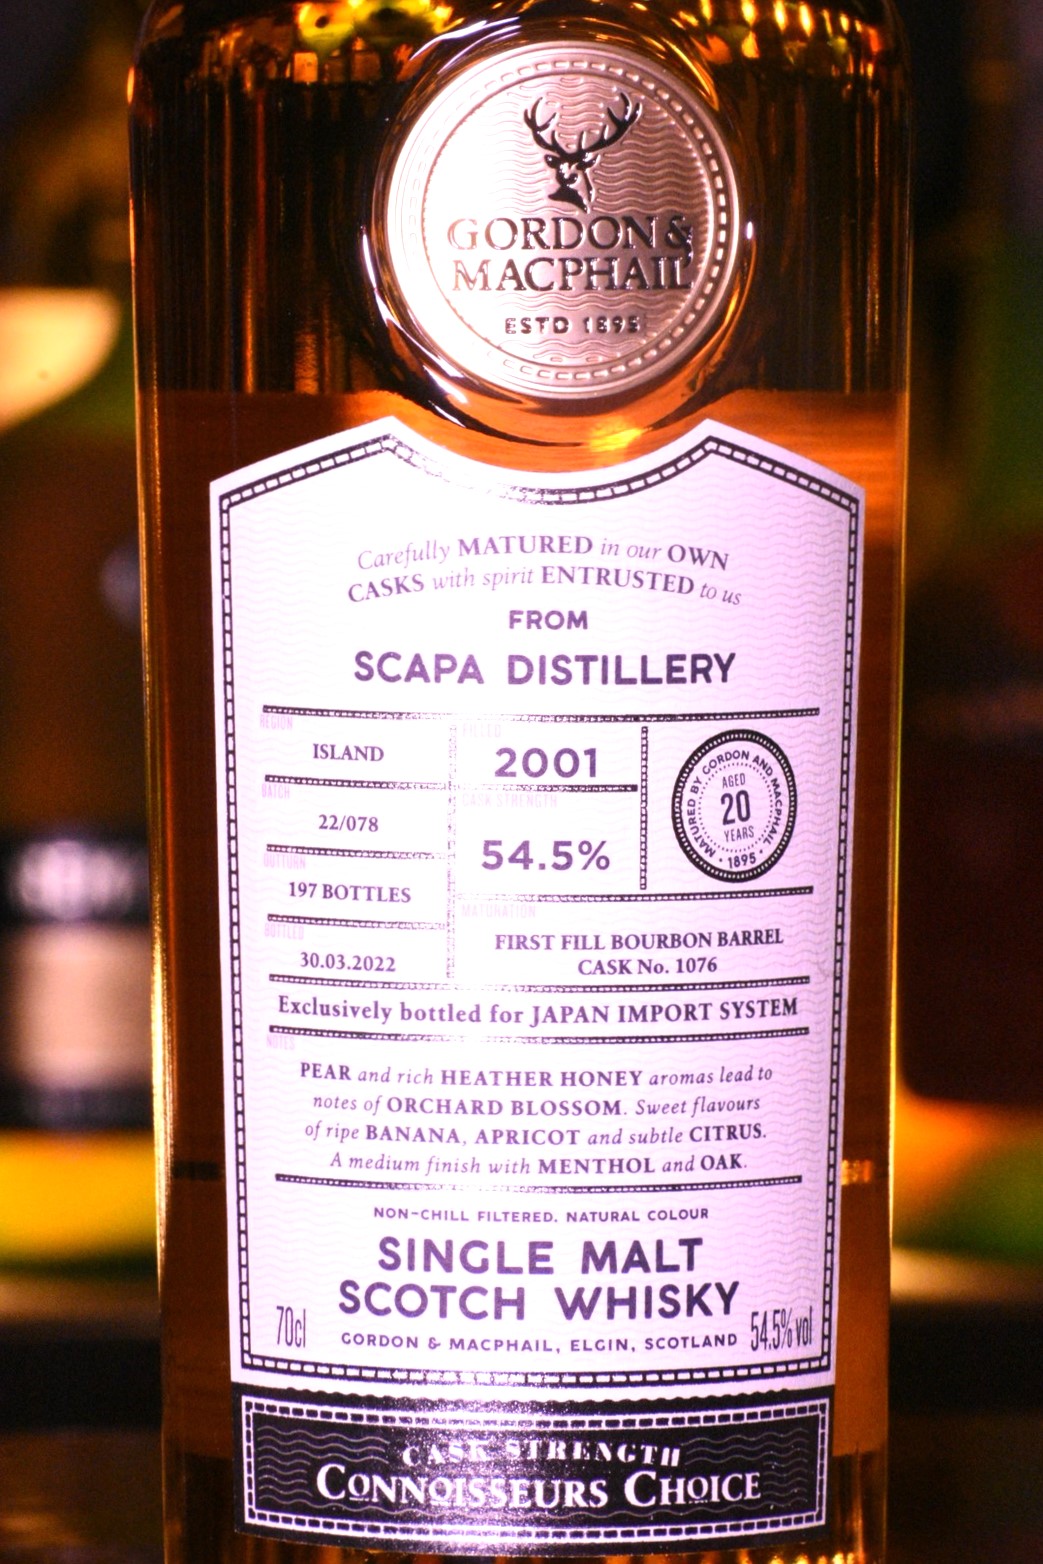 GORDON &
MACPHAIL
ESTD 1895
Carefully MATURED in our OWN
CASKS with spirit ENTRUSTED to us
FROM
SCAPA DISTILLERY
REGION
ISLAND
BATCH
22/078
OUTTURN
197 BOTTLES
BOTTLED
30.03.2022
FILLED
2001
CASK STRENGTH
54.5%
MATURED BY GORDON AND MACPHAIL
AGED
20
YEARS
• 1895 •
MATURATION
FIRST FILL BOURBON BARREL
CASK No. 1076
Exclusively bottled for JAPAN IMPORT SYSTEM
NOTES
PEAR and rich HEATHER HONEY aromas lead to
notes of ORCHARD BLOSSOM. Sweet flavours
of ripe BANANA, APRICOT and subtle CITRUS.
A medium finish with MENTHOL and OAK.
NON-CHILL FILTERED. NATURAL COLOUR
SINGLE MALT
SCOTCH WHISKY
70cl
GORDON & MACPHAIL, ELGIN, SCOTLAND
54.5% vol
CASK STRENGTH
CONNOISSEURS CHOICE